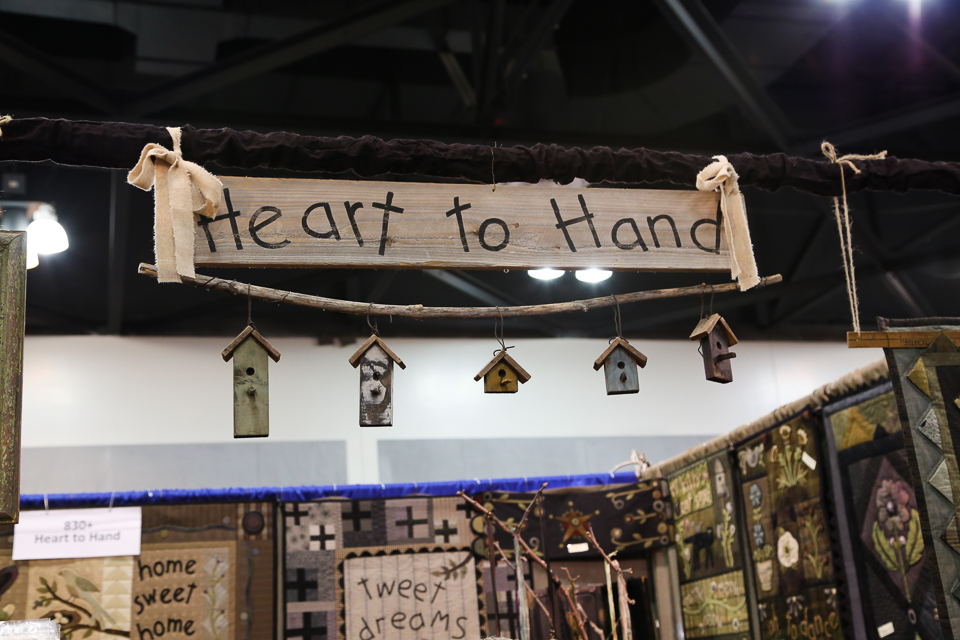 Heart to Hand
830+
Heart to Hand
home
sweet
home
tweet
dreams